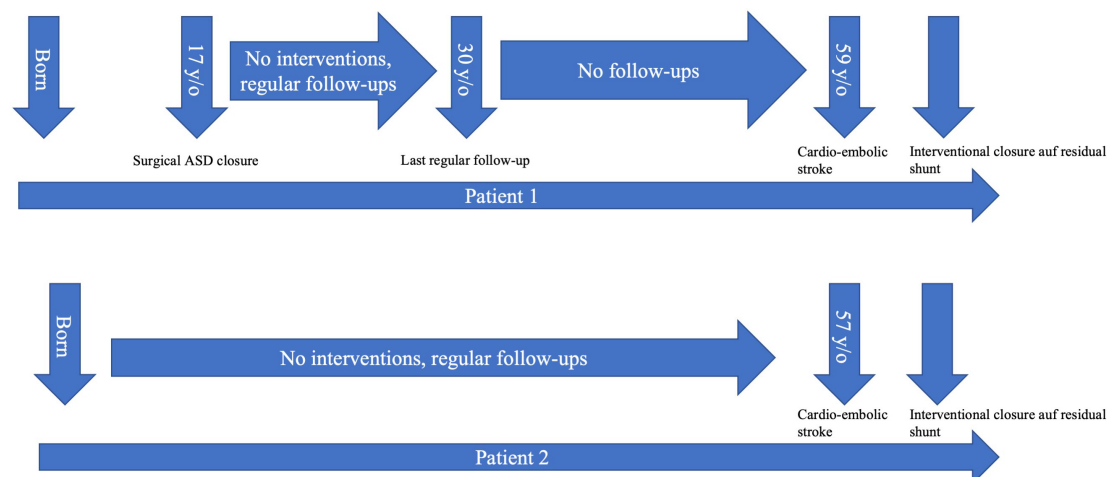 Born
17 y/o
No interventions,
regular follow-ups
30 y/o
No follow-ups
59 y/o
Surgical ASD closure
Last regular follow-up
Cardio-embolic
stroke
Interventional closure auf residual
shunt
Patient 1
Born
No interventions, regular follow-ups
57 y/o
Cardio-embolic
stroke
Interventional closure auf residual
shunt
Patient 2